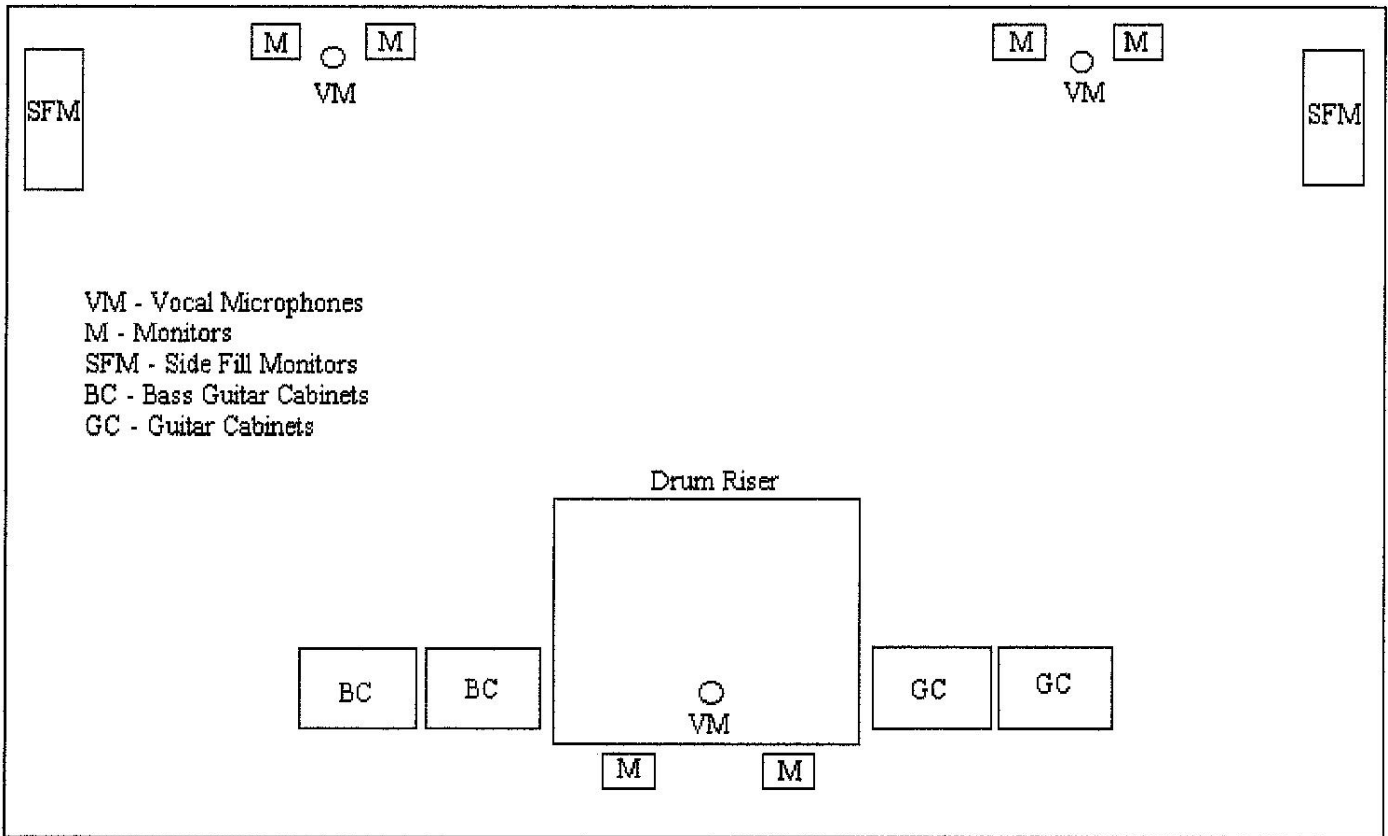 M M M M
VM VM
SFM SFM
VM - Vocal Microphones
M - Monitors
SFM - Side Fill Monitors
BC - Bass Guitar Cabinets
GC - Guitar Cabinets
Drum Riser
BC BC GC GC
VM
M M